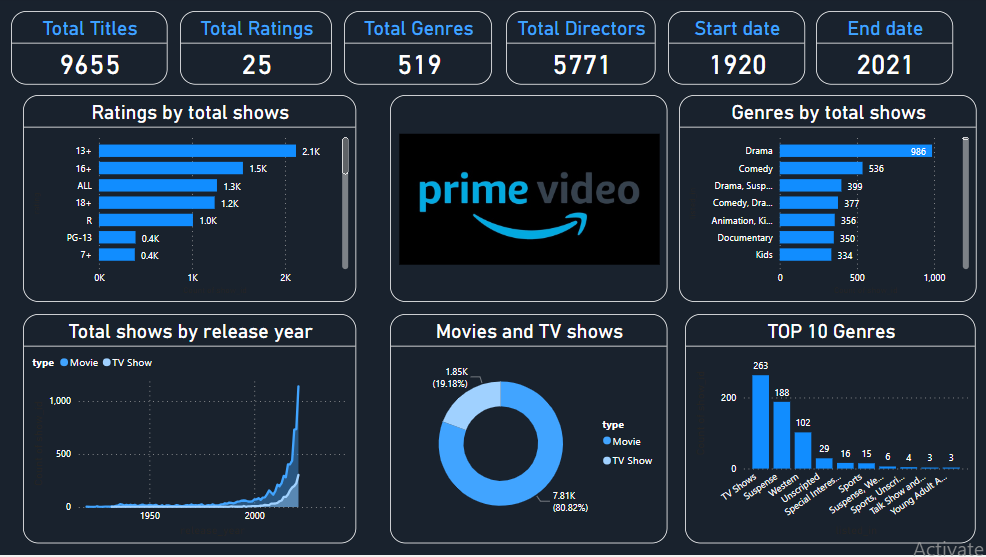 Total Titles
9655
Total Ratings
25
Total Genres
519
Total Directors
5771
Start date
1920
End date
2021
Ratings by total shows
13+ 2.1K
16+ 1.5K
ALL 1.3K
18+ 1.2K
R 1.0K
PG-13 0.4K
7+ 0.4K
0K 1K 2K
prime video
Genres by total shows
Drama 986
Comedy 536
Drama, Susp... 399
Comedy, Dra... 377
Animation, Ki... 356
Documentary 350
Kids 334
0 500 1,000
Total shows by release year
type Movie TV Show
1,000
500
0
1950 2000
Movies and TV shows
1.85K
(19.18%)
type
Movie
TV Show
7.81K
(80.82%)
TOP 10 Genres
263
188
102
29
16
15
6
4
3
3
200
0
TV Shows
Suspense
Western
Unscripted
Special Interes...
Sports
Suspense, We...
Sports, Unscri...
Talk Show and...
Young Adult A...
Activate